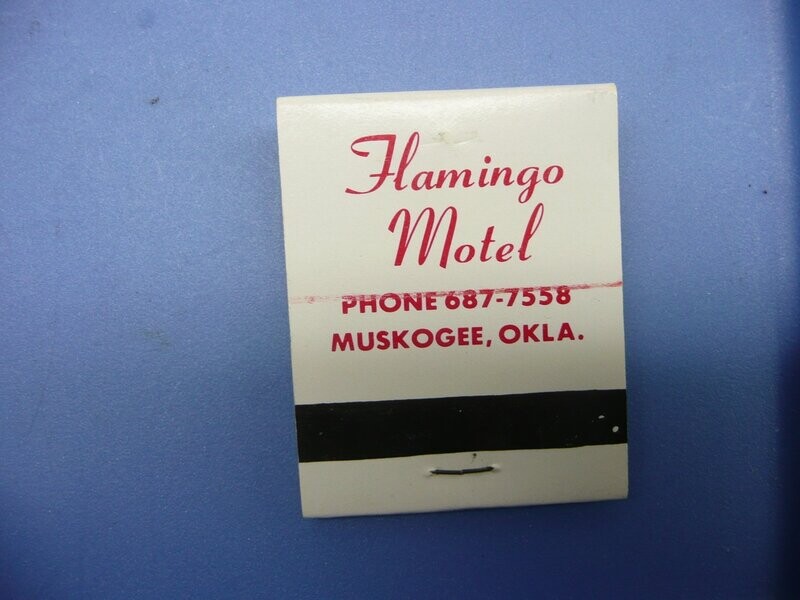 Flamingo
Motel
PHONE 687-7558
MUSKOGEE, OKLA.